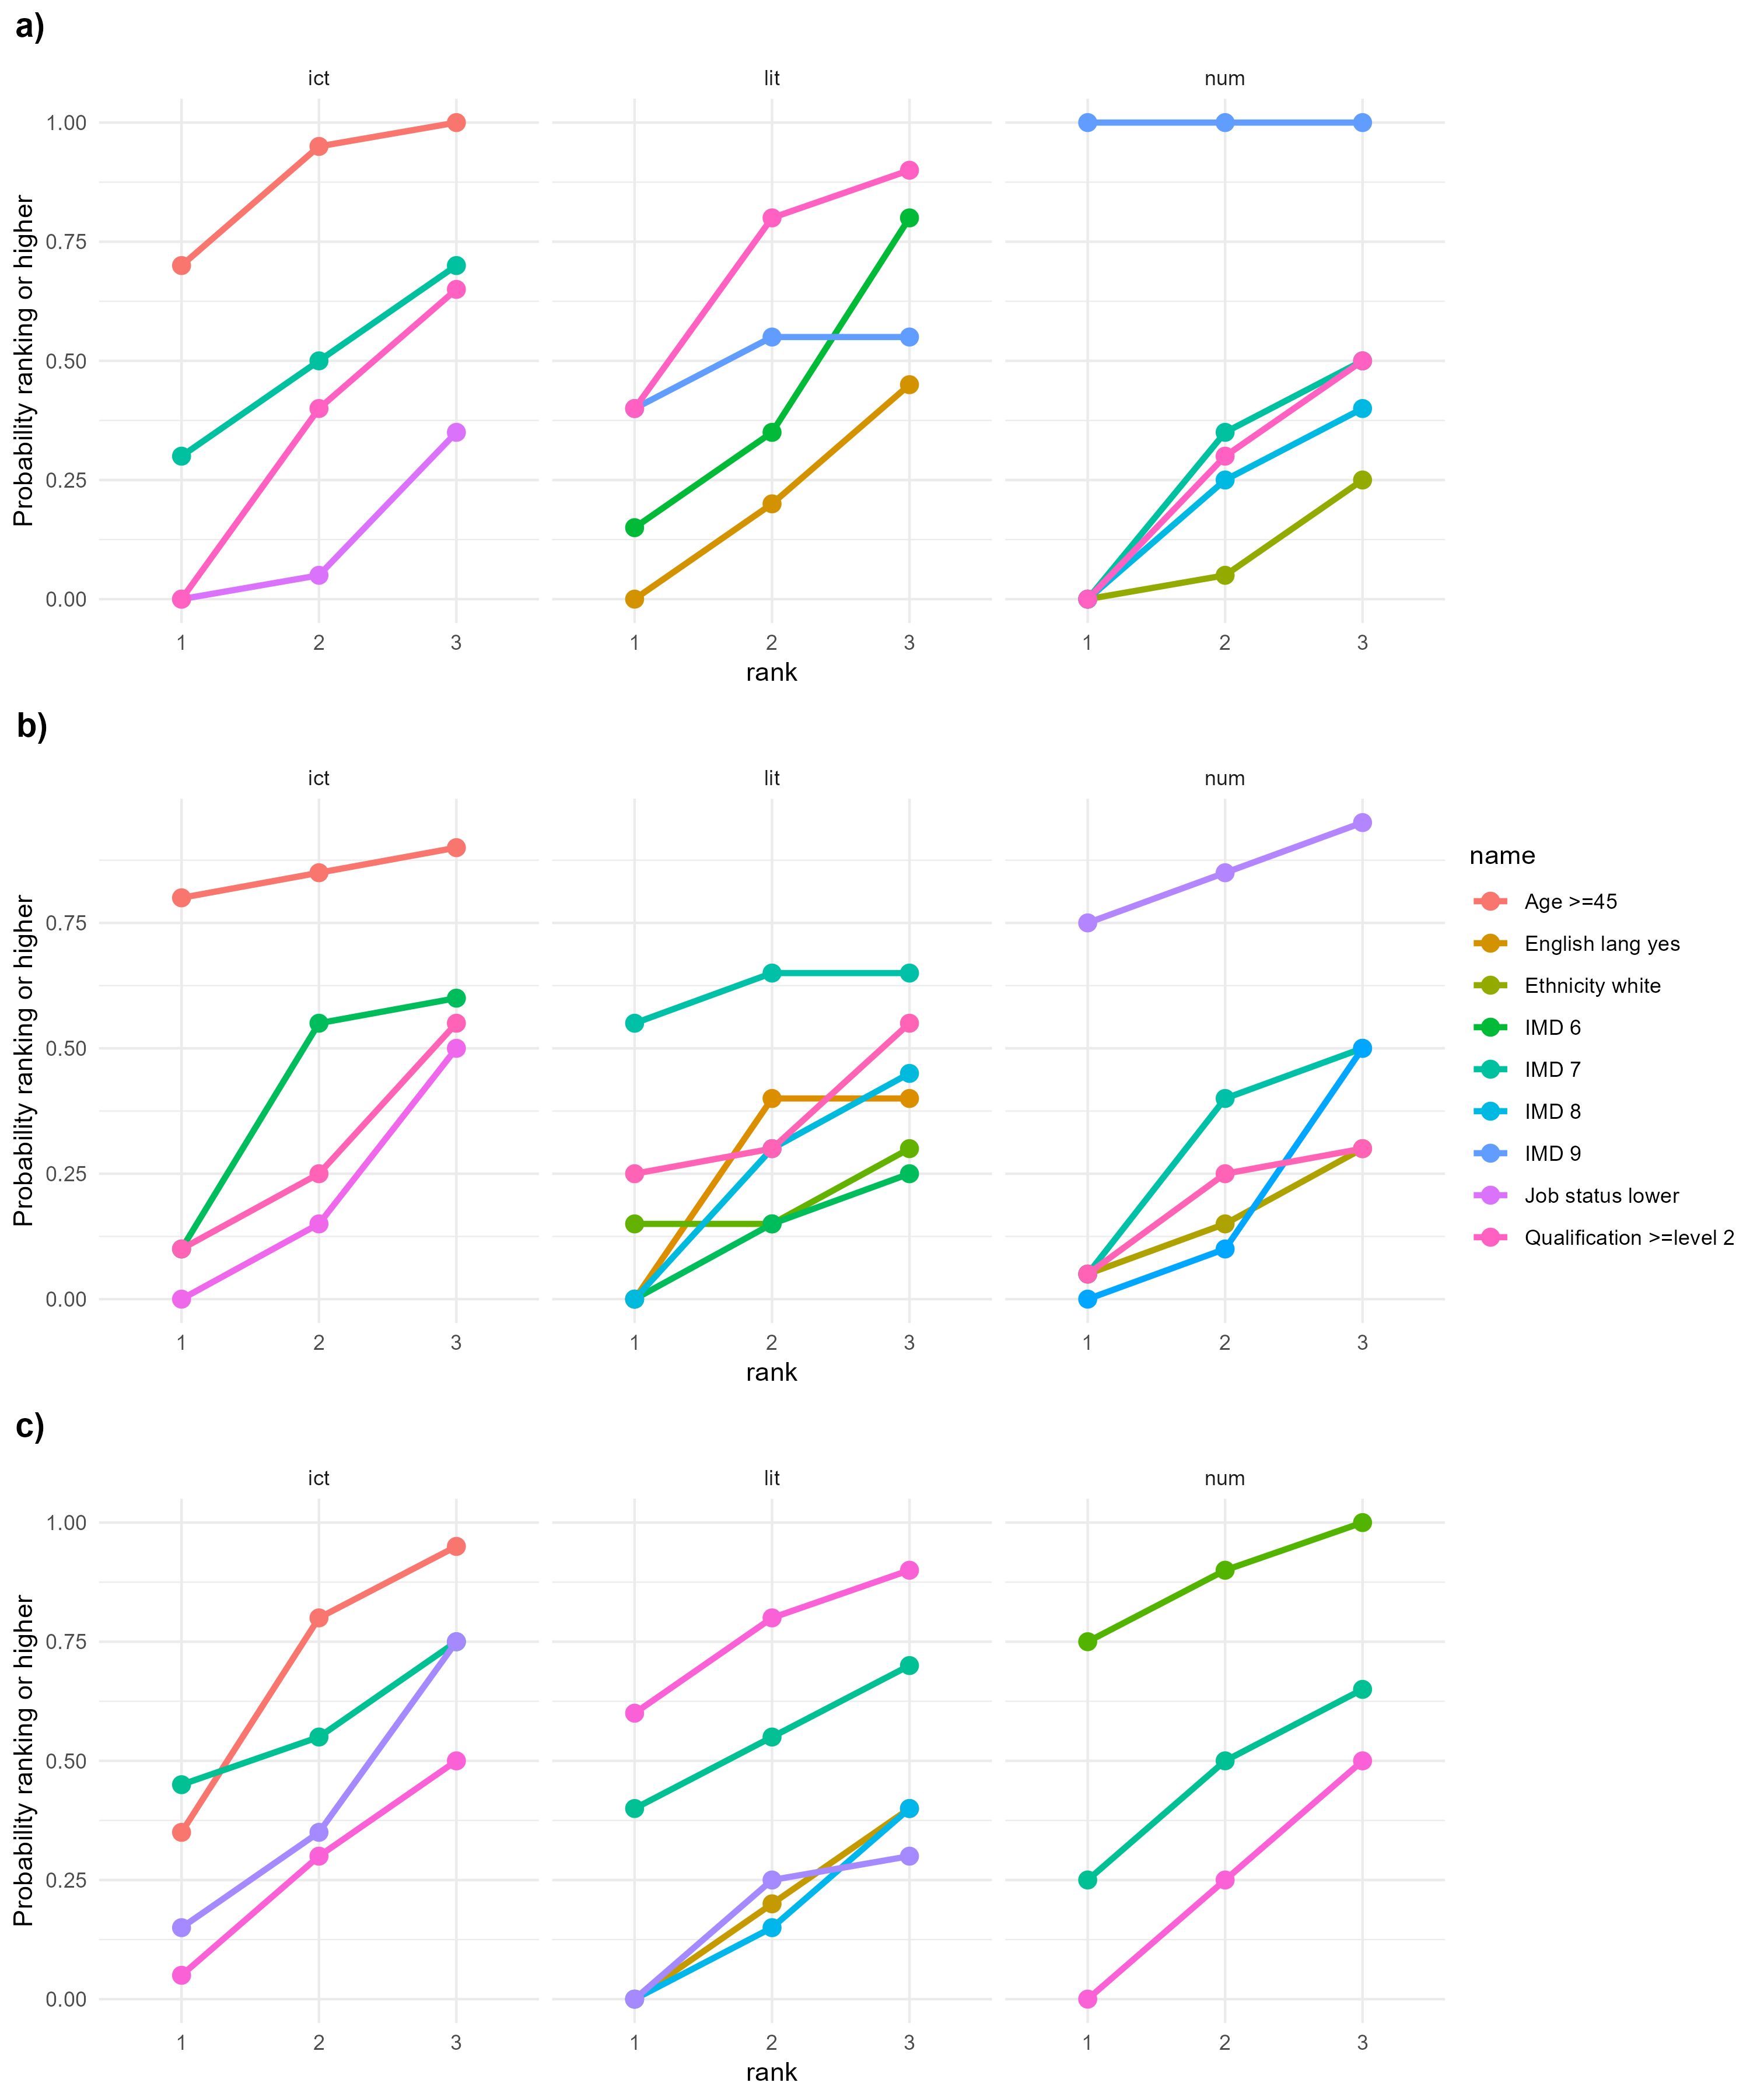 a)
ict lit num
1.00
0.75
0.50
0.25
0.00
Probability ranking or higher
1 2 3 1 2 3 1 2 3
rank
b)
ict lit num
0.75
0.50
0.25
0.00
Probability ranking or higher
1 2 3 1 2 3 1 2 3
rank
name
Age >=45
English lang yes
Ethnicity white
IMD 6
IMD 7
IMD 8
IMD 9
Job status lower
Qualification >=level 2
c)
ict lit num
1.00
0.75
0.50
0.25
0.00
Probability ranking or higher
1 2 3 1 2 3 1 2 3
rank